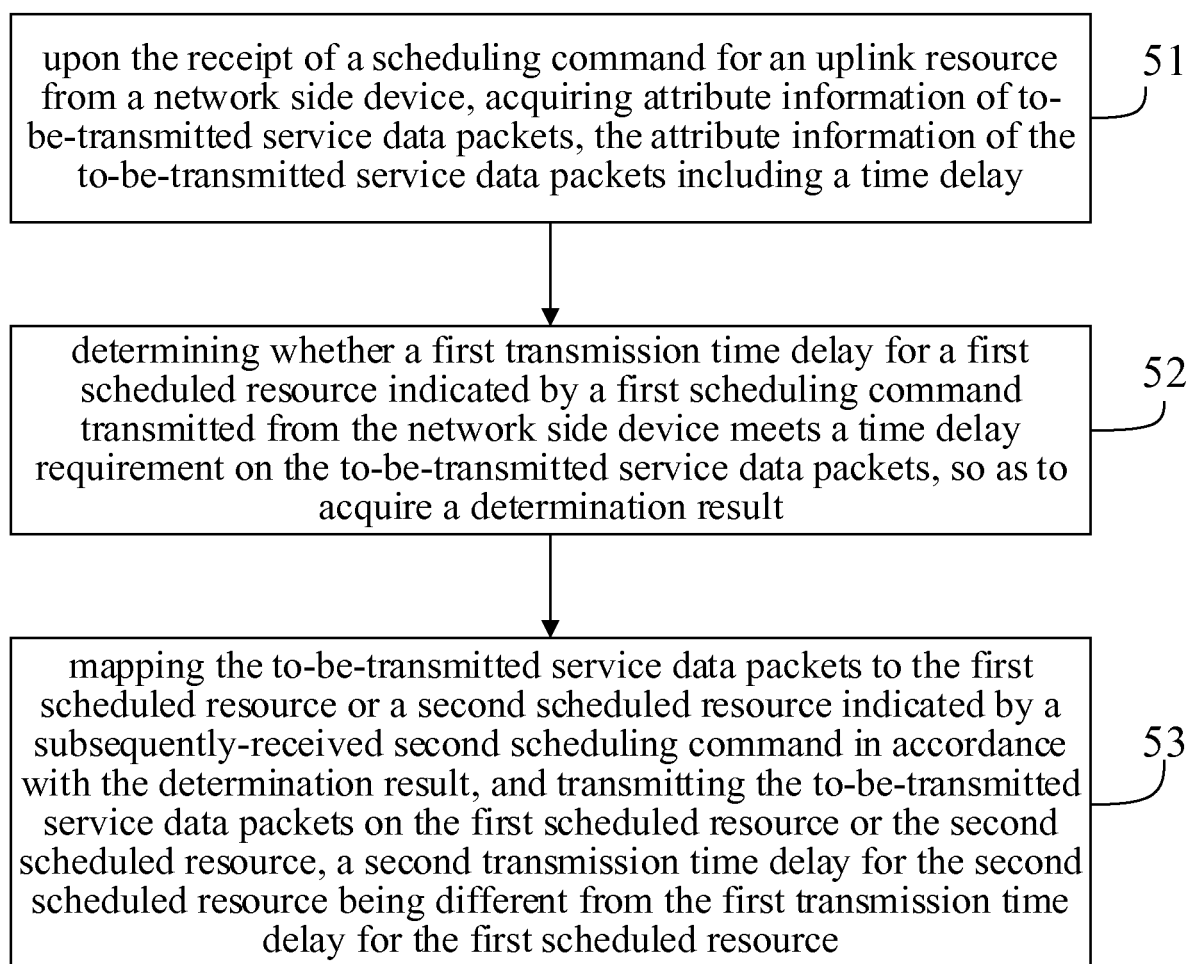 upon the receipt of a scheduling command for an uplink resource
from a network side device, acquiring attribute information of to-
be-transmitted service data packets, the attribute information of the
to-be-transmitted service data packets including a time delay
51
determining whether a first transmission time delay for a first
scheduled resource indicated by a first scheduling command
transmitted from the network side device meets a time delay
requirement on the to-be-transmitted service data packets, so as to
acquire a determination result
52
mapping the to-be-transmitted service data packets to the first
scheduled resource or a second scheduled resource indicated by a
subsequently-received second scheduling command in accordance
with the determination result, and transmitting the to-be-transmitted
service data packets on the first scheduled resource or the second
scheduled resource, a second transmission time delay for the second
scheduled resource being different from the first transmission time
delay for the first scheduled resource
53